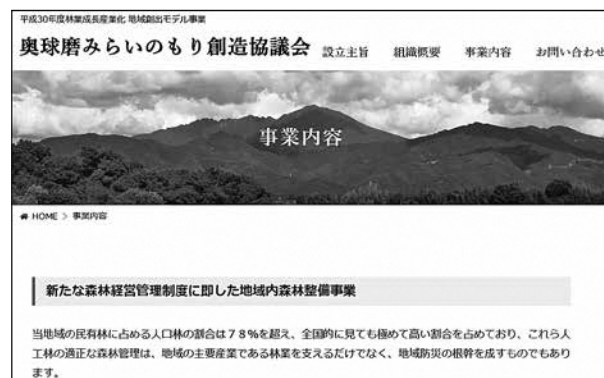 平成30年度林業成長産業化 地域創出モデル事業
奥球磨みらいのもり創造協議会 設立主旨 組織概要 事業内容 お問い合わせ
事業内容
HOME > 事業内容
新たな森林経営管理制度に即した地域内森林整備事業
当地域の民有林に占める人口林の割合は78%を超え、全国的に見ても極めて高い割合を占めており、これら人
工林の適正な森林管理は、地域の主要産業である林業を支えるだけでなく、地域防災の根幹を成すものでもあり
ます。